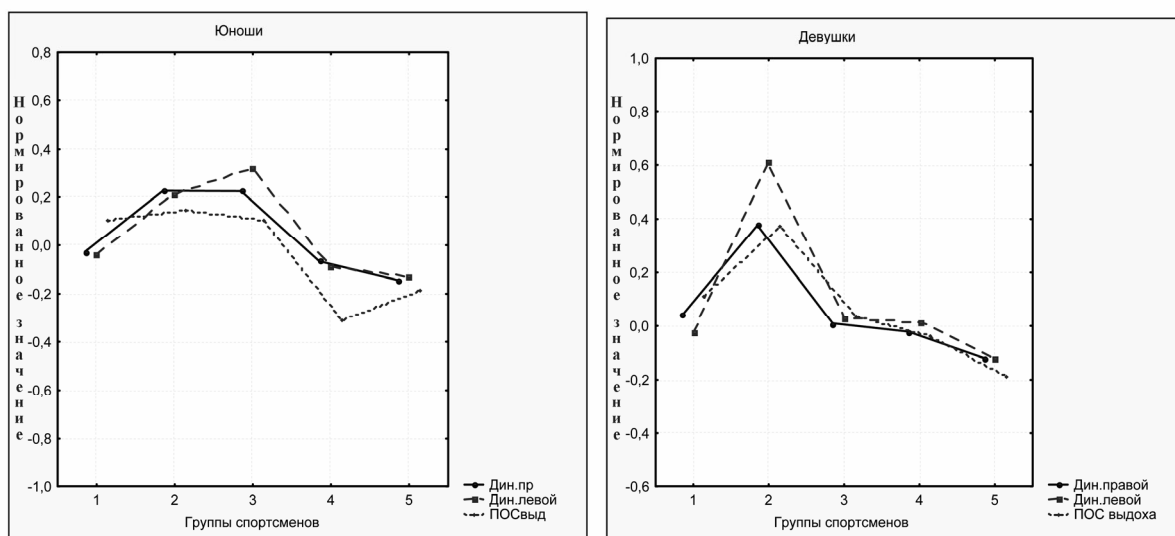 Юноши
Нормированное значение
0,8
0,6
0,4
0,2
0,0
-0,2
-0,4
-0,6
-0,8
-1,0
1 2 3 4 5
Группы спортсменов
Дин.пр
Дин.левой
ПОСвыд
Девушки
Нормированное значение
1,0
0,8
0,6
0,4
0,2
0,0
-0,2
-0,4
-0,6
1 2 3 4 5
Группы спортсменов
Дин.правой
Дин.левой
ПОС выдоха